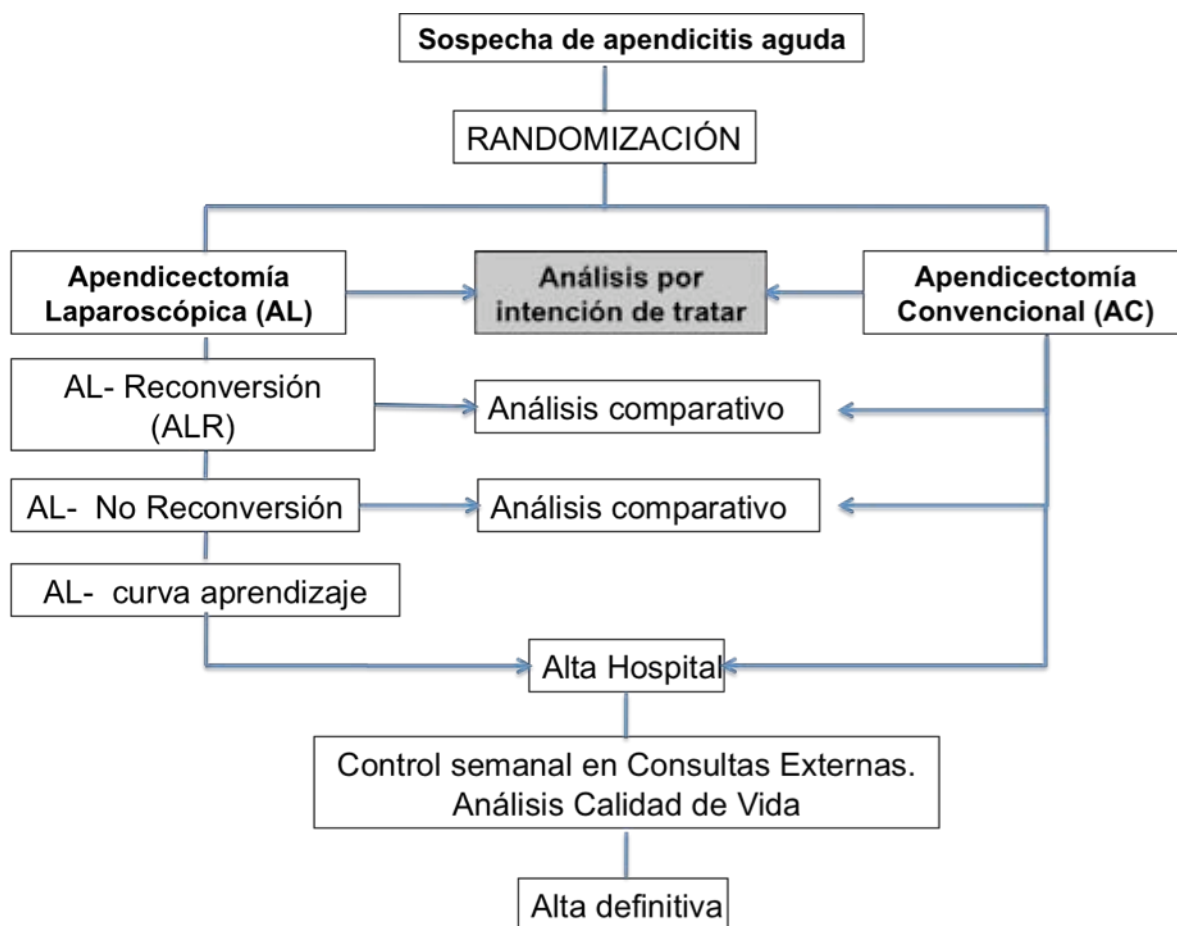 Sospecha de apendicitis aguda
RANDOMIZACIÓN
Apendicectomía
Laparoscópica (AL)
Análisis por
intención de tratar
Apendicectomía
Convencional (AC)
AL- Reconversión
(ALR)
Análisis comparativo
AL- No Reconversión
Análisis comparativo
AL- curva aprendizaje
Alta Hospital
Control semanal en Consultas Externas.
Análisis Calidad de Vida
Alta definitiva